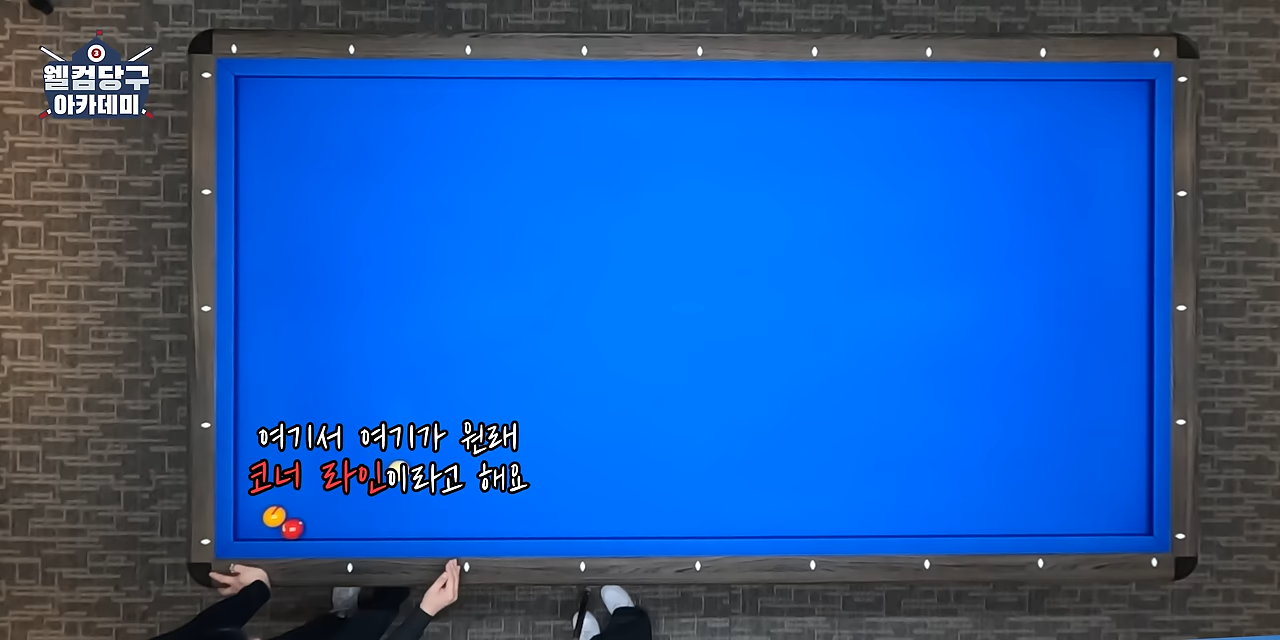 웰컴당구
아카데미
여기서 여기가 원래
코너 라인이라고 해요